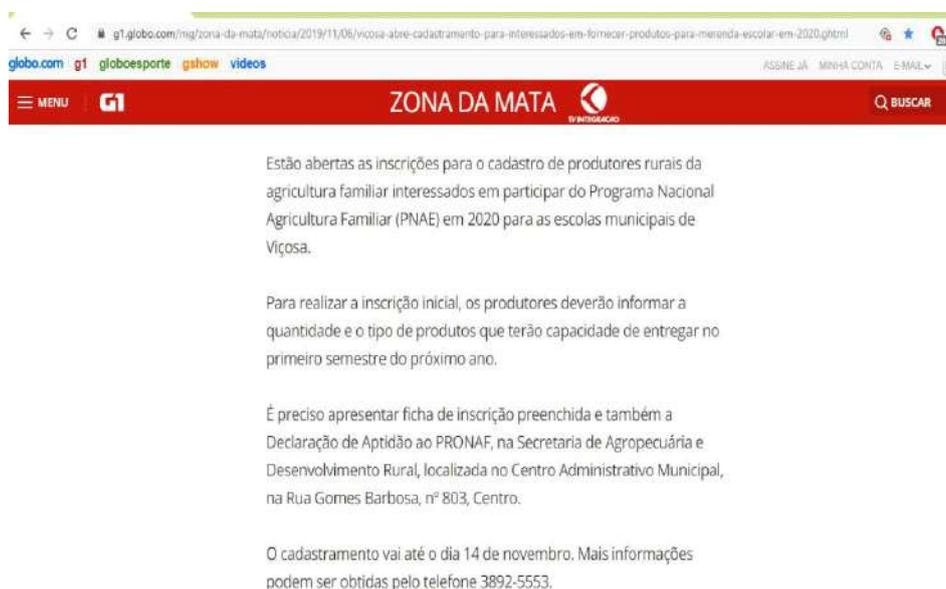 g1.globo.com/mg/zona-da-mata/noticia/2019/11/06/vicosa-abre-cadastramento-para-interessados-em-fornecer-produtos-para-merenda-escolar-em-2020.ghtml
globo.com g1 globoesporte gshow videos ASSINE JÁ MINHA CONTA E-MAIL
MENU G1 ZONA DA MATA TV INTEGRAÇÃO BUSCAR
Estão abertas as inscrições para o cadastro de produtores rurais da
agricultura familiar interessados em participar do Programa Nacional
Agricultura Familiar (PNAE) em 2020 para as escolas municipais de
Viçosa.
Para realizar a inscrição inicial, os produtores deverão informar a
quantidade e o tipo de produtos que terão capacidade de entregar no
primeiro semestre do próximo ano.
É preciso apresentar ficha de inscrição preenchida e também a
Declaração de Aptidão ao PRONAF, na Secretaria de Agropecuária e
Desenvolvimento Rural, localizada no Centro Administrativo Municipal,
na Rua Gomes Barbosa, nº 803, Centro.
O cadastramento vai até o dia 14 de novembro. Mais informações
podem ser obtidas pelo telefone 3892-5553.